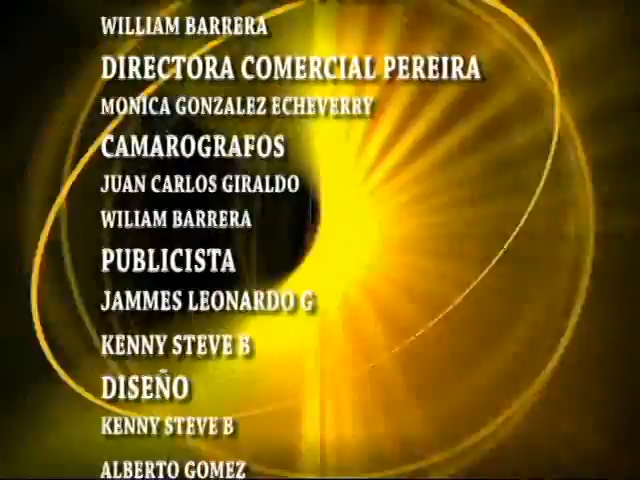 WILLIAM BARRERA
DIRECTORA COMERCIAL PEREIRA
MONICA GONZALEZ ECHEVERRY
CAMAROGRAFOS
JUAN CARLOS GIRALDO
WILIAM BARRERA
PUBLICISTA
JAMMES LEONARDO G
KENNY STEVE B
DISEÑO
KENNY STEVE B
ALBERTO GOMEZ